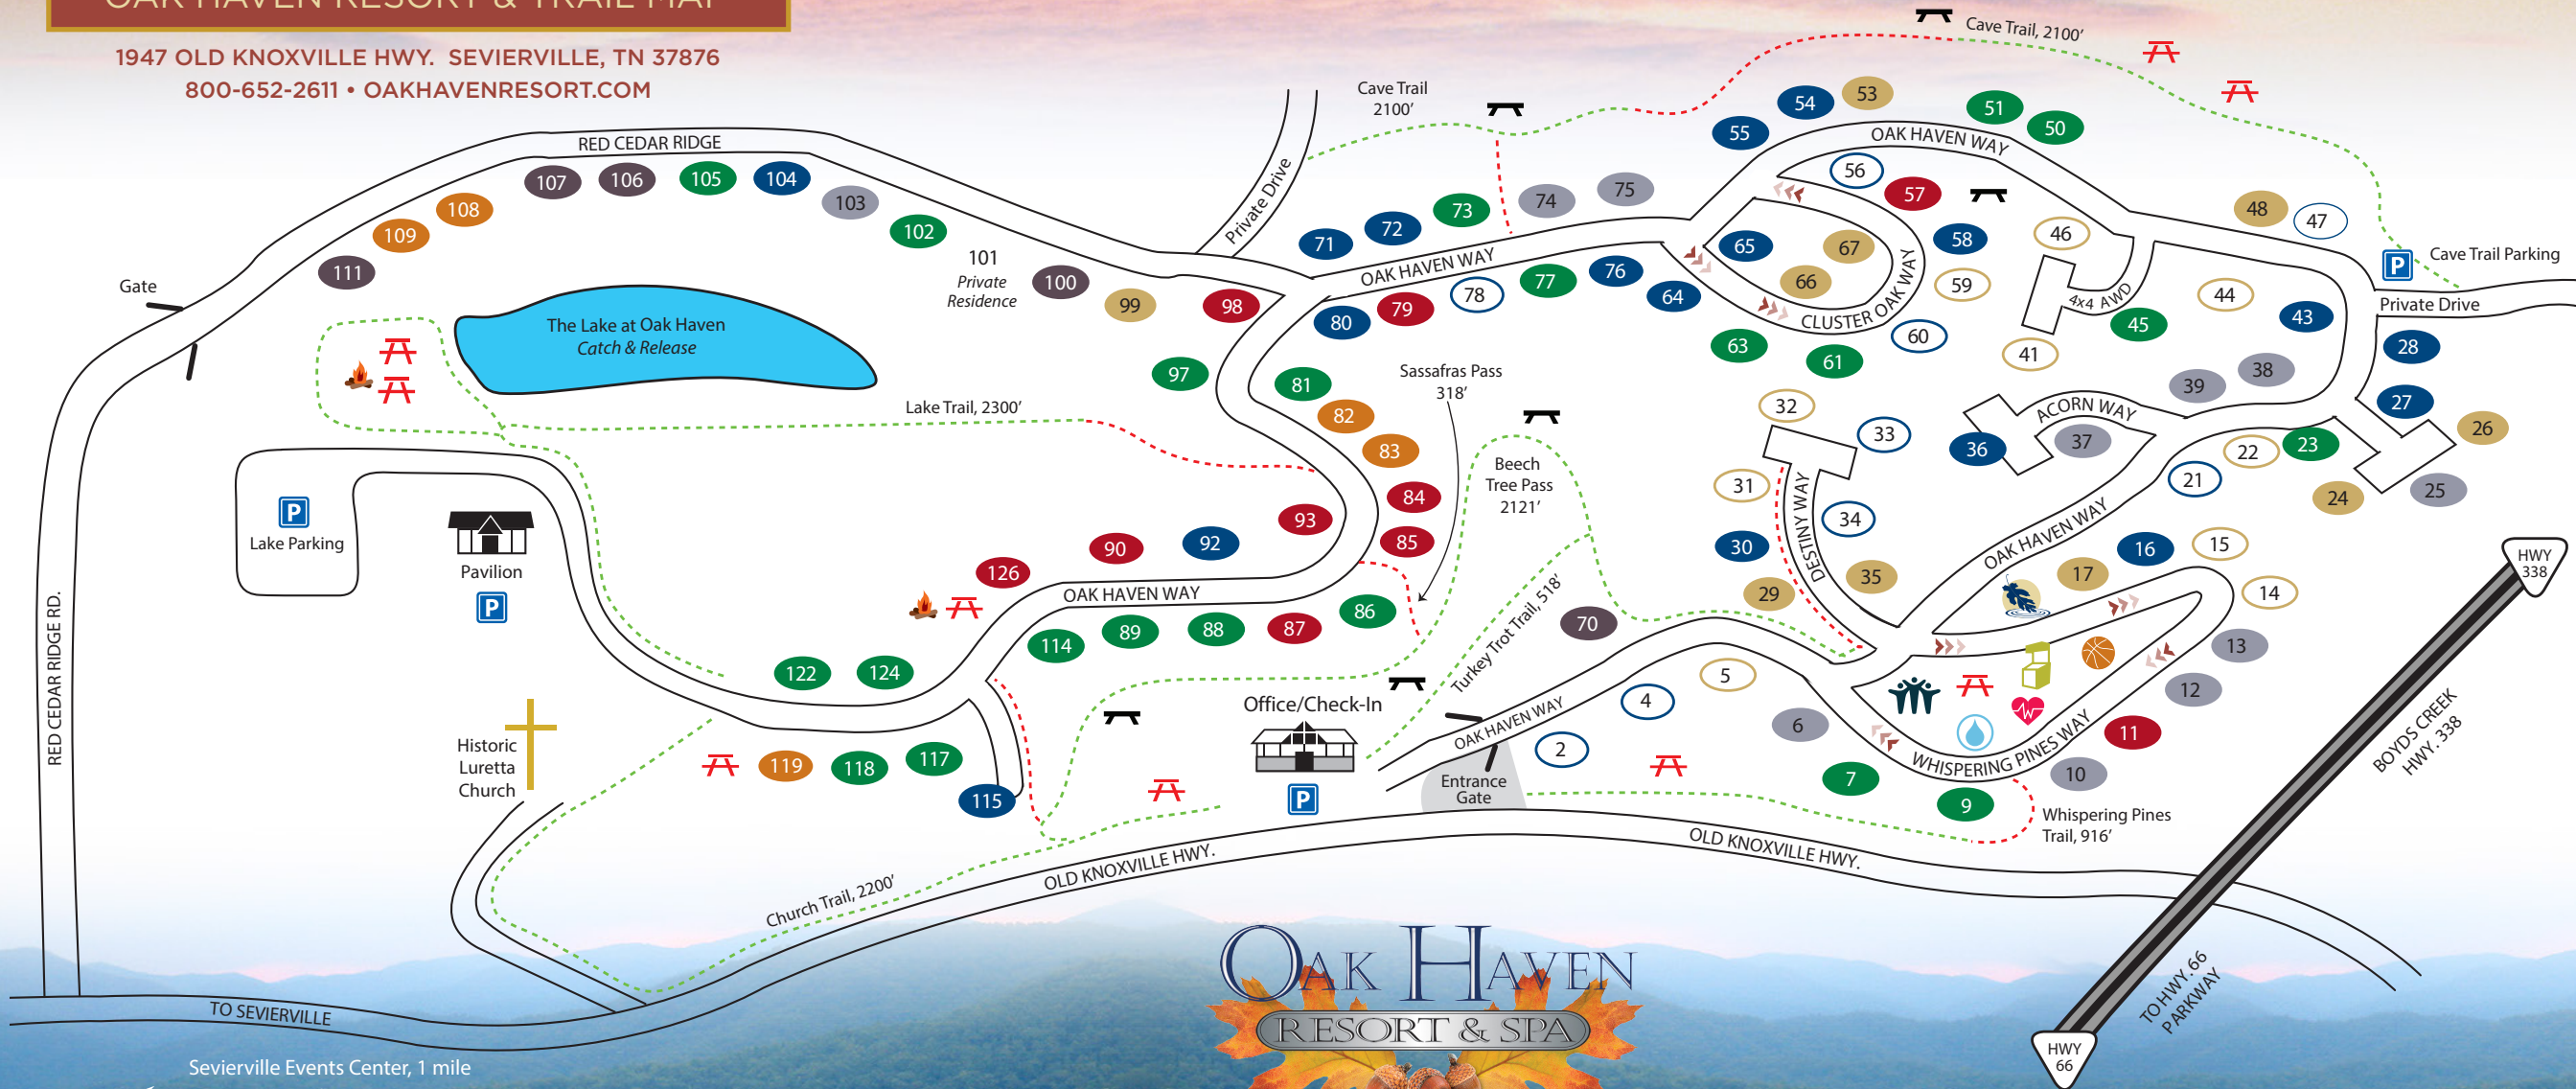 OAK HAVEN RESORT & TRAIL MAP
1947 OLD KNOXVILLE HWY. SEVIERVILLE, TN 37876
800-652-2611 • OAKHAVENRESORT.COM
Cave Trail, 2100'
Cave Trail
2100'
RED CEDAR RIDGE
107
106
105
104
103
102
108
109
111
Gate
101
Private
Residence
100
99
98
97
Private Drive
71
72
73
74
75
OAK HAVEN WAY
80
79
78
77
76
64
55
54
53
51
50
OAK HAVEN WAY
56
57
58
59
60
65
67
66
CLUSTER OAK WAY
63
61
46
4x4 AWD
45
41
44
43
48
47
P
Cave Trail Parking
Private Drive
28
27
26
25
24
23
22
21
39
38
ACORN WAY
37
36
The Lake at Oak Haven
Catch & Release
Lake Trail, 2300'
81
82
83
84
85
86
87
88
89
114
93
92
90
126
OAK HAVEN WAY
Sassafras Pass
318'
Beech
Tree Pass
2121'
Turkey Trot Trail, 518'
32
33
31
34
30
29
35
DESTINY WAY
OAK HAVEN WAY
17
16
15
14
13
12
11
10
9
7
6
5
4
2
70
WHISPERING PINES WAY
Whispering Pines
Trail, 916'
OAK HAVEN WAY
Entrance
Gate
Office/Check-In
P
P
Lake Parking
Pavilion
P
RED CEDAR RIDGE RD.
122
124
119
118
117
115
Historic
Luretta
Church
Church Trail, 2200'
OLD KNOXVILLE HWY.
OLD KNOXVILLE HWY.
HWY
338
BOYDS CREEK
HWY. 338
TO HWY. 66
PARKWAY
HWY
66
TO SEVIERVILLE
Sevierville Events Center, 1 mile
OAK HAVEN
RESORT & SPA